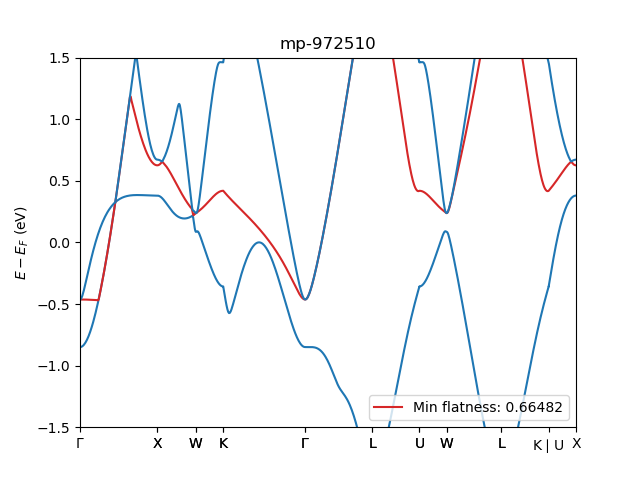 mp-972510
E − E_F (eV)
1.5
1.0
0.5
0.0
−0.5
−1.0
−1.5
Min flatness: 0.66482
Γ X W K Γ L U W L K | U X